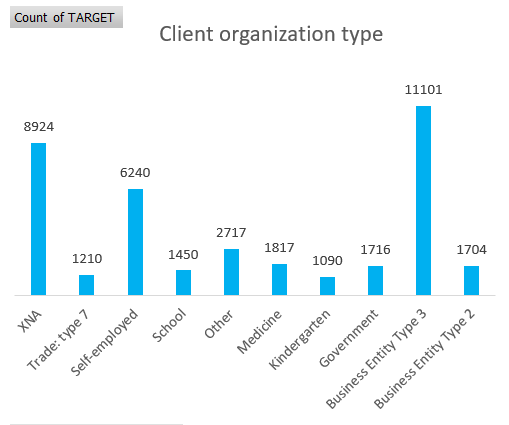 Count of TARGET
Client organization type
8924
1210
6240
1450
2717
1817
1090
1716
11101
1704
XNA
Trade: type 7
Self-employed
School
Other
Medicine
Kindergarten
Government
Business Entity Type 3
Business Entity Type 2